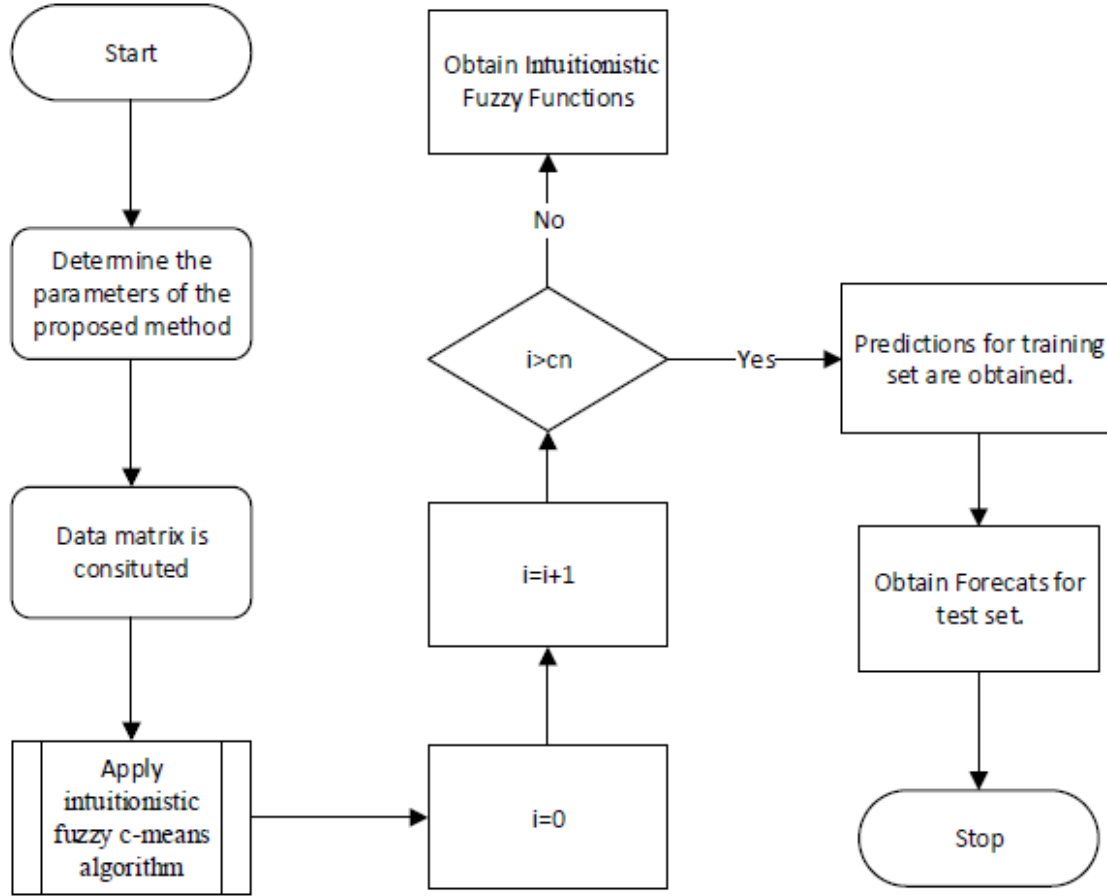 Start
Determine the
parameters of the
proposed method
Data matrix is
consituted
Apply
intuitionistic
fuzzy c-means
algorithm
i=0
i=i+1
i>cn
No
Obtain Intuitionistic
Fuzzy Functions
Yes
Predictions for training
set are obtained.
Obtain Forecats for
test set.
Stop